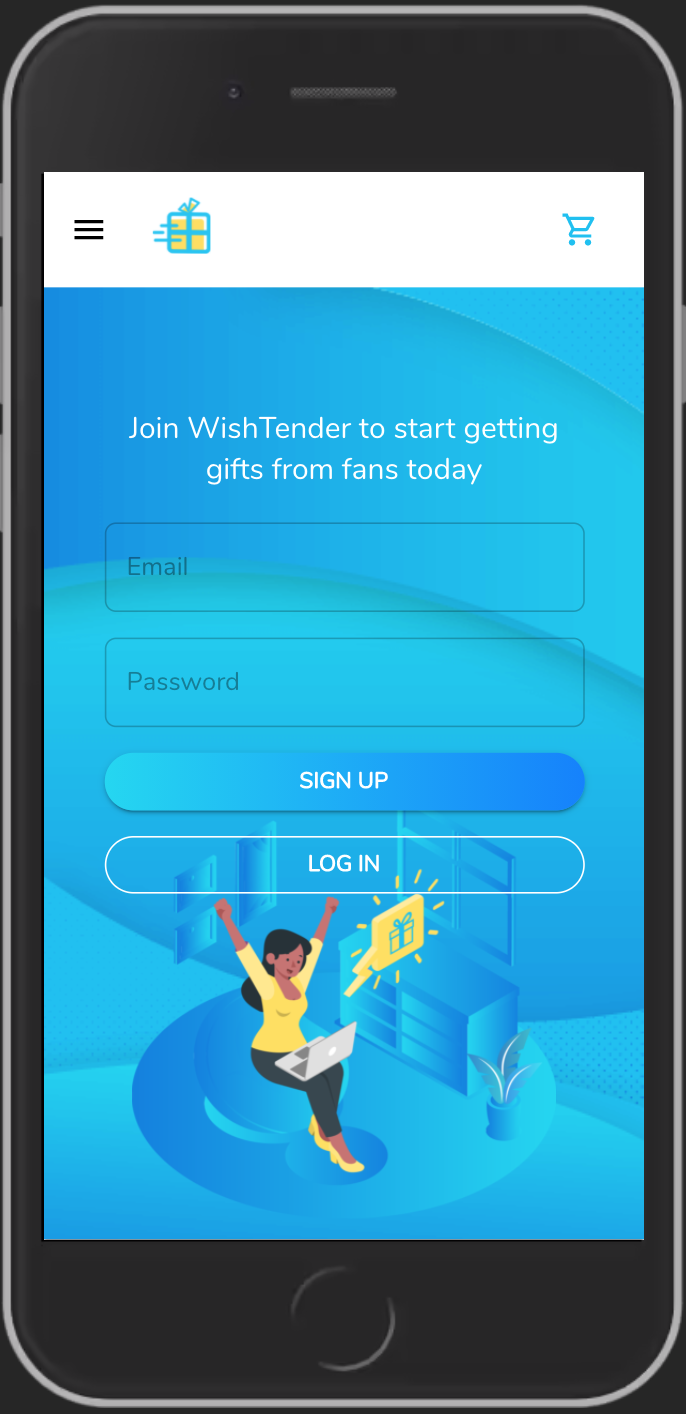 Join WishTender to start getting
gifts from fans today
Email
Password
SIGN UP
LOG IN